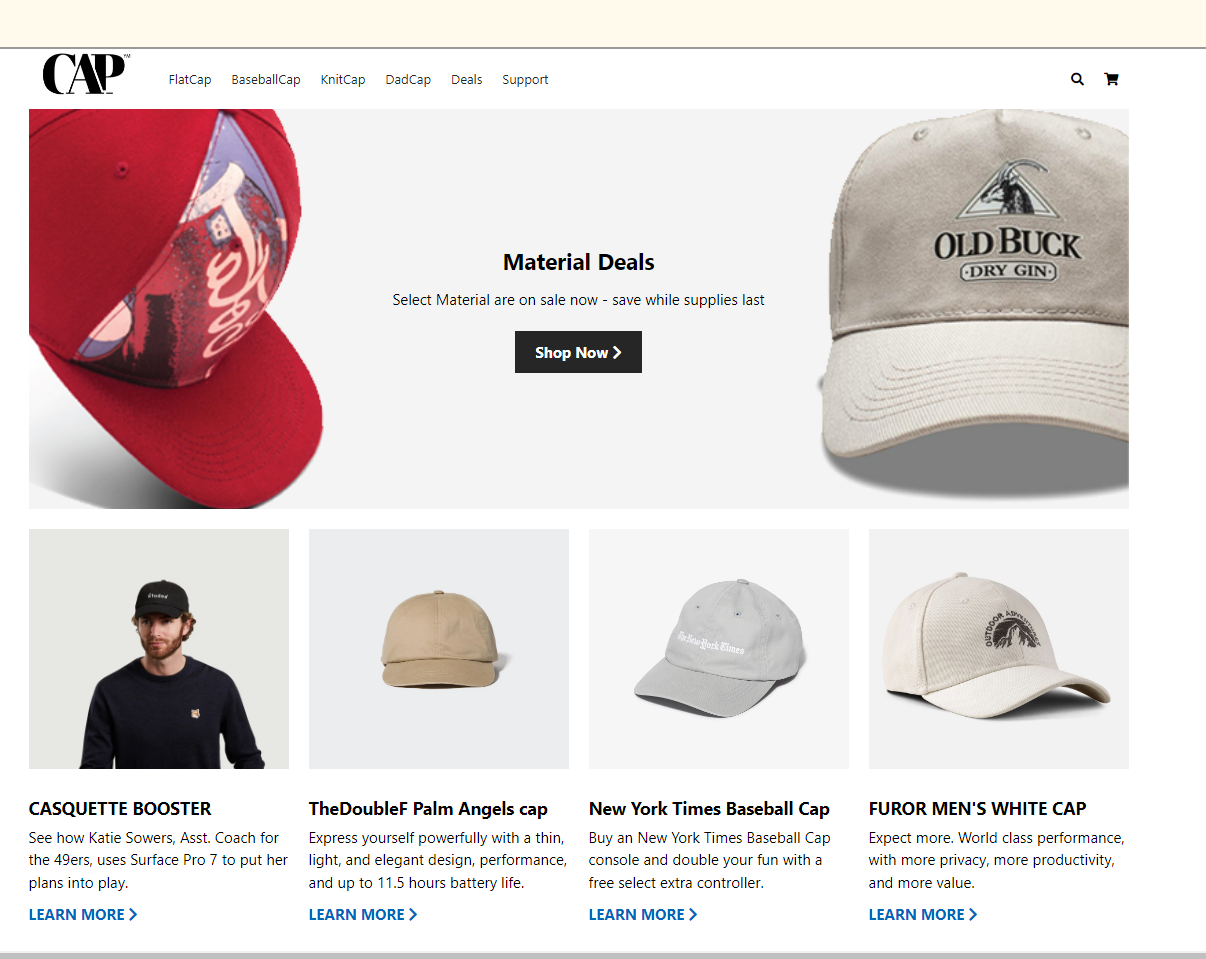 CAP™
FlatCap BaseballCap KnitCap DadCap Deals Support
OLD BUCK
·DRY GIN·
Material Deals
Select Material are on sale now - save while supplies last
Shop Now
The New York Times
OUTDOOR ADVENTURES
CASQUETTE BOOSTER
See how Katie Sowers, Asst. Coach for
the 49ers, uses Surface Pro 7 to put her
plans into play.
LEARN MORE
TheDoubleF Palm Angels cap
Express yourself powerfully with a thin,
light, and elegant design, performance,
and up to 11.5 hours battery life.
LEARN MORE
New York Times Baseball Cap
Buy an New York Times Baseball Cap
console and double your fun with a
free select extra controller.
LEARN MORE
FUROR MEN'S WHITE CAP
Expect more. World class performance,
with more privacy, more productivity,
and more value.
LEARN MORE